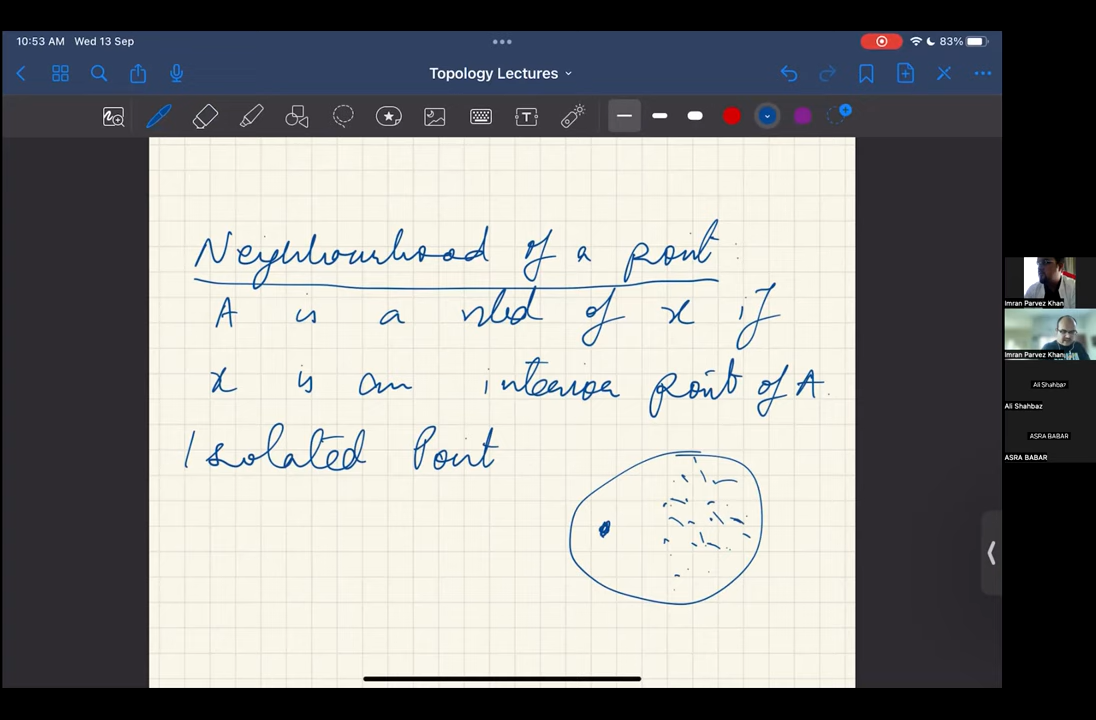 10:53 AM Wed 13 Sep
83%
Topology Lectures
Neighbourhood of a point:
A is a nbd of x if
x is an interior point of A.
Isolated Point
Imran Parvez Khan
Imran Parvez Khan
Ali Shahbaz
Ali Shahbaz
ASRA BABAR
ASRA BABAR